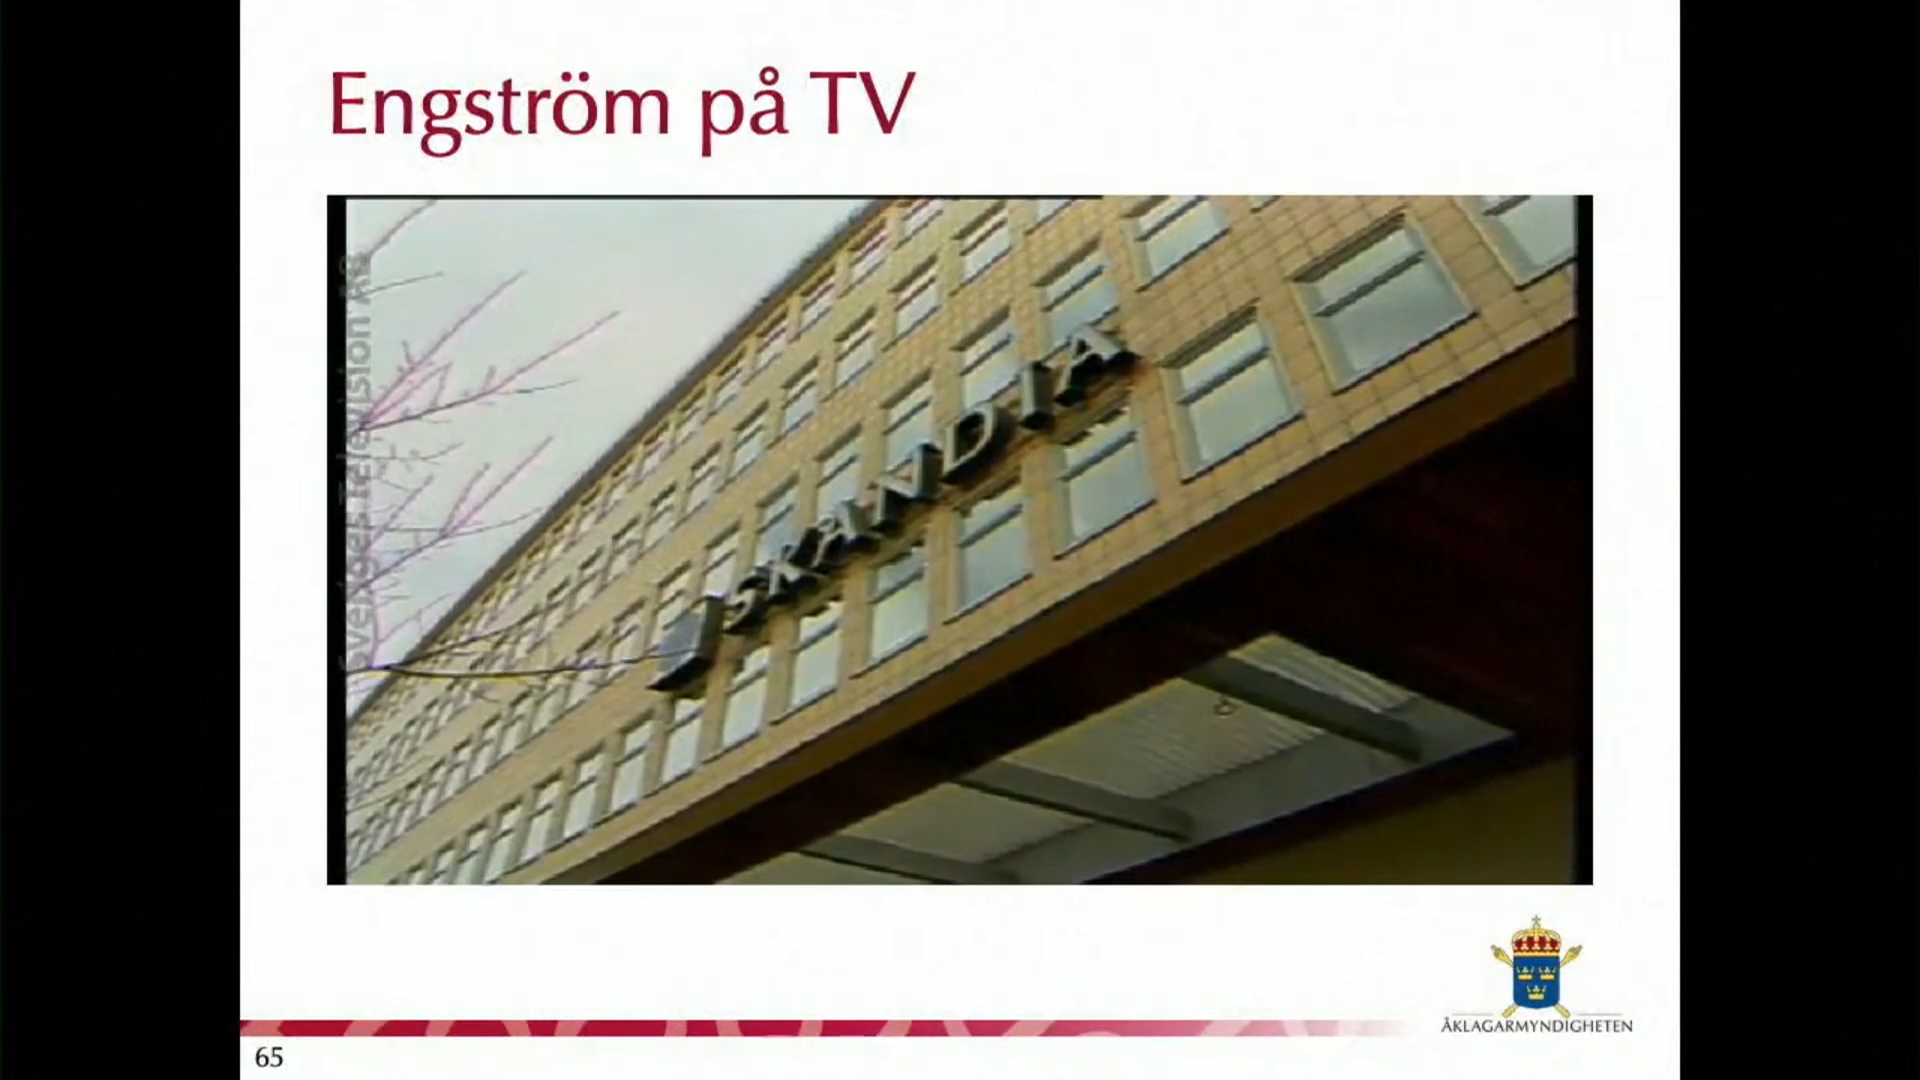 Engström på TV
Sveriges Television AB
SKANDIA
ÅKLAGARMYNDIGHETEN
65